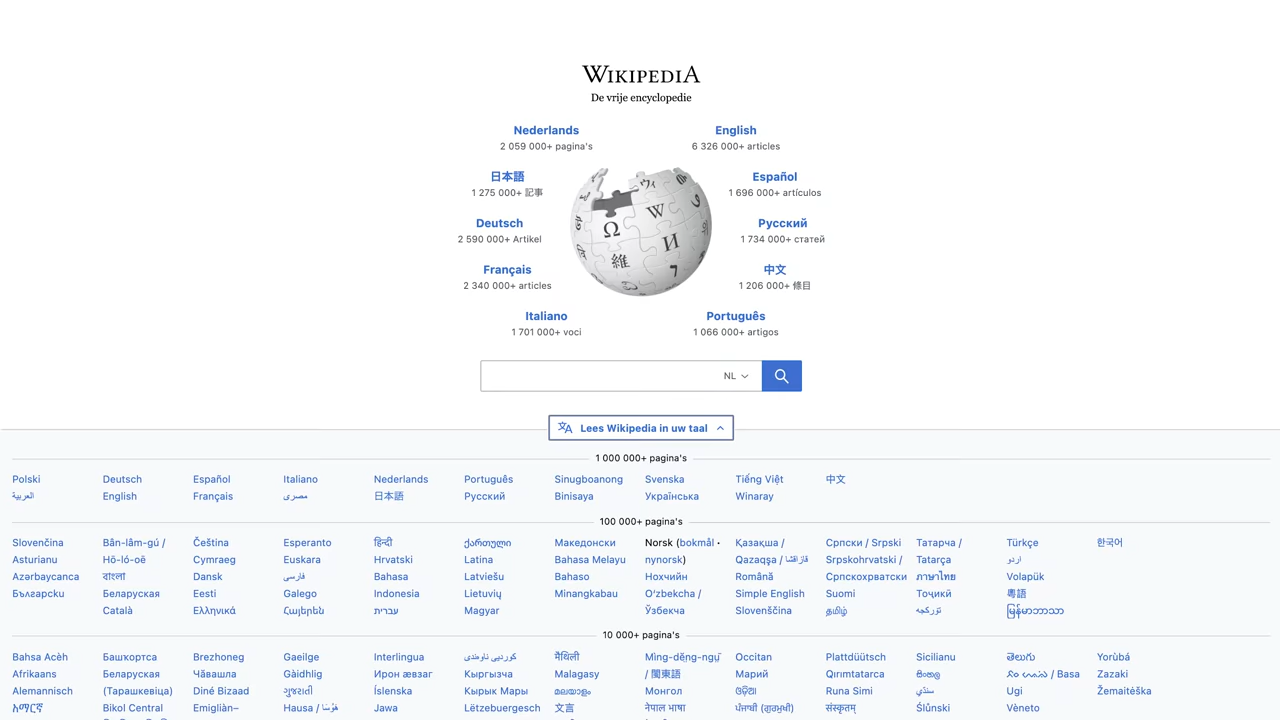 WIKIPEDIA
De vrije encyclopedie
Nederlands
2 059 000+ pagina's
English
6 326 000+ articles
日本語
1 275 000+ 記事
Español
1 696 000+ artículos
Deutsch
2 590 000+ Artikel
Русский
1 734 000+ статей
Français
2 340 000+ articles
中文
1 206 000+ 條目
Italiano
1 701 000+ voci
Português
1 066 000+ artigos
Ω W И 維
NL
Lees Wikipedia in uw taal
1 000 000+ pagina's
Polski Deutsch Español Italiano Nederlands Português Sinugboanong Svenska Tiếng Việt 中文
العربية English Français مصرى 日本語 Русский Binisaya Українська Winaray
100 000+ pagina's
Slovenčina Bân-lâm-gú / Čeština Esperanto हिन्दी ქართული Македонски Norsk (bokmål · Қазақша / Српски / Srpski Татарча / Türkçe 한국어
Asturianu Hō-ló-oē Cymraeg Euskara Hrvatski Latina Bahasa Melayu nynorsk) Qazaqşa / قازاقشا Srpskohrvatski / Tatarça اردو
Azərbaycanca বাংলা Dansk فارسی Bahasa Latviešu Bahaso Нохчийн Română Српскохрватски ภาษาไทย Volapük
Български Беларуская Eesti Galego Indonesia Lietuvių Minangkabau Oʻzbekcha / Simple English Suomi Тоҷикӣ 粵語
Català Ελληνικά Հայերեն עברית Magyar Ўзбекча Slovenščina தமிழ் تۆرکجه မြန်မာဘာသာ
10 000+ pagina's
Bahsa Acèh Башҡортса Brezhoneg Gaeilge Interlingua کوردیی ناوەندی मैथिली Mìng-dĕ̤ng-ngṳ̄ Occitan Plattdüütsch Sicilianu తెలుగు Yorùbá
Afrikaans Беларуская Чӑвашла Gàidhlig Ирон æвзаг Кыргызча Malagasy / 閩東語 Марий Qırımtatarca සිංහල / Basa Zazaki
Alemannisch (Тарашкевіца) Diné Bizaad ગુજરાતી Íslenska Кырык Мары മലയാളം Монгол ଓଡ଼ିଆ Runa Simi سنڌي Ugi Žemaitėška
አማርኛ Bikol Central Emigliàn– Hausa / هَوُسَا Jawa Lëtzebuergesch 文言 नेपाल भाषा ਪੰਜਾਬੀ (ਗੁਰਮੁਖੀ) संस्कृतम् Ślůnski Vèneto